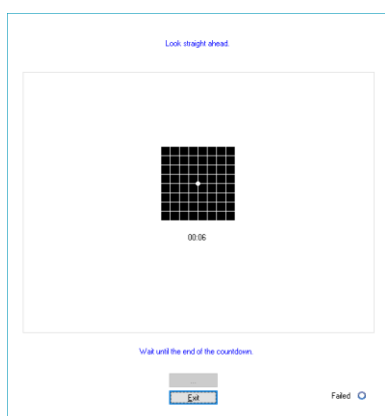 Look straight ahead.
00:06
Wait until the end of the countdown.
...
Exit
Failed